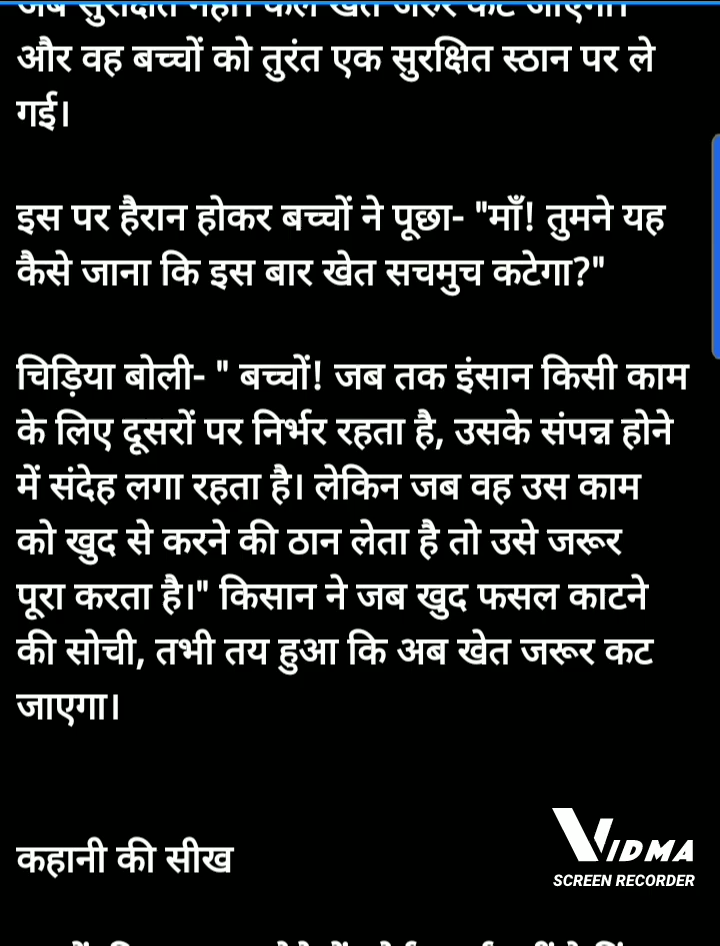 और वह बच्चों को तुरंत एक सुरक्षित स्ठान पर ले
गई।
इस पर हैरान होकर बच्चों ने पूछा- "माँ! तुमने यह
कैसे जाना कि इस बार खेत सचमुच कटेगा?"
चिड़िया बोली- " बच्चों! जब तक इंसान किसी काम
के लिए दूसरों पर निर्भर रहता है, उसके संपन्न होने
में संदेह लगा रहता है। लेकिन जब वह उस काम
को खुद से करने की ठान लेता है तो उसे जरूर
पूरा करता है।" किसान ने जब खुद फसल काटने
की सोची, तभी तय हुआ कि अब खेत जरूर कट
जाएगा।
कहानी की सीख
VIDMA
SCREEN RECORDER